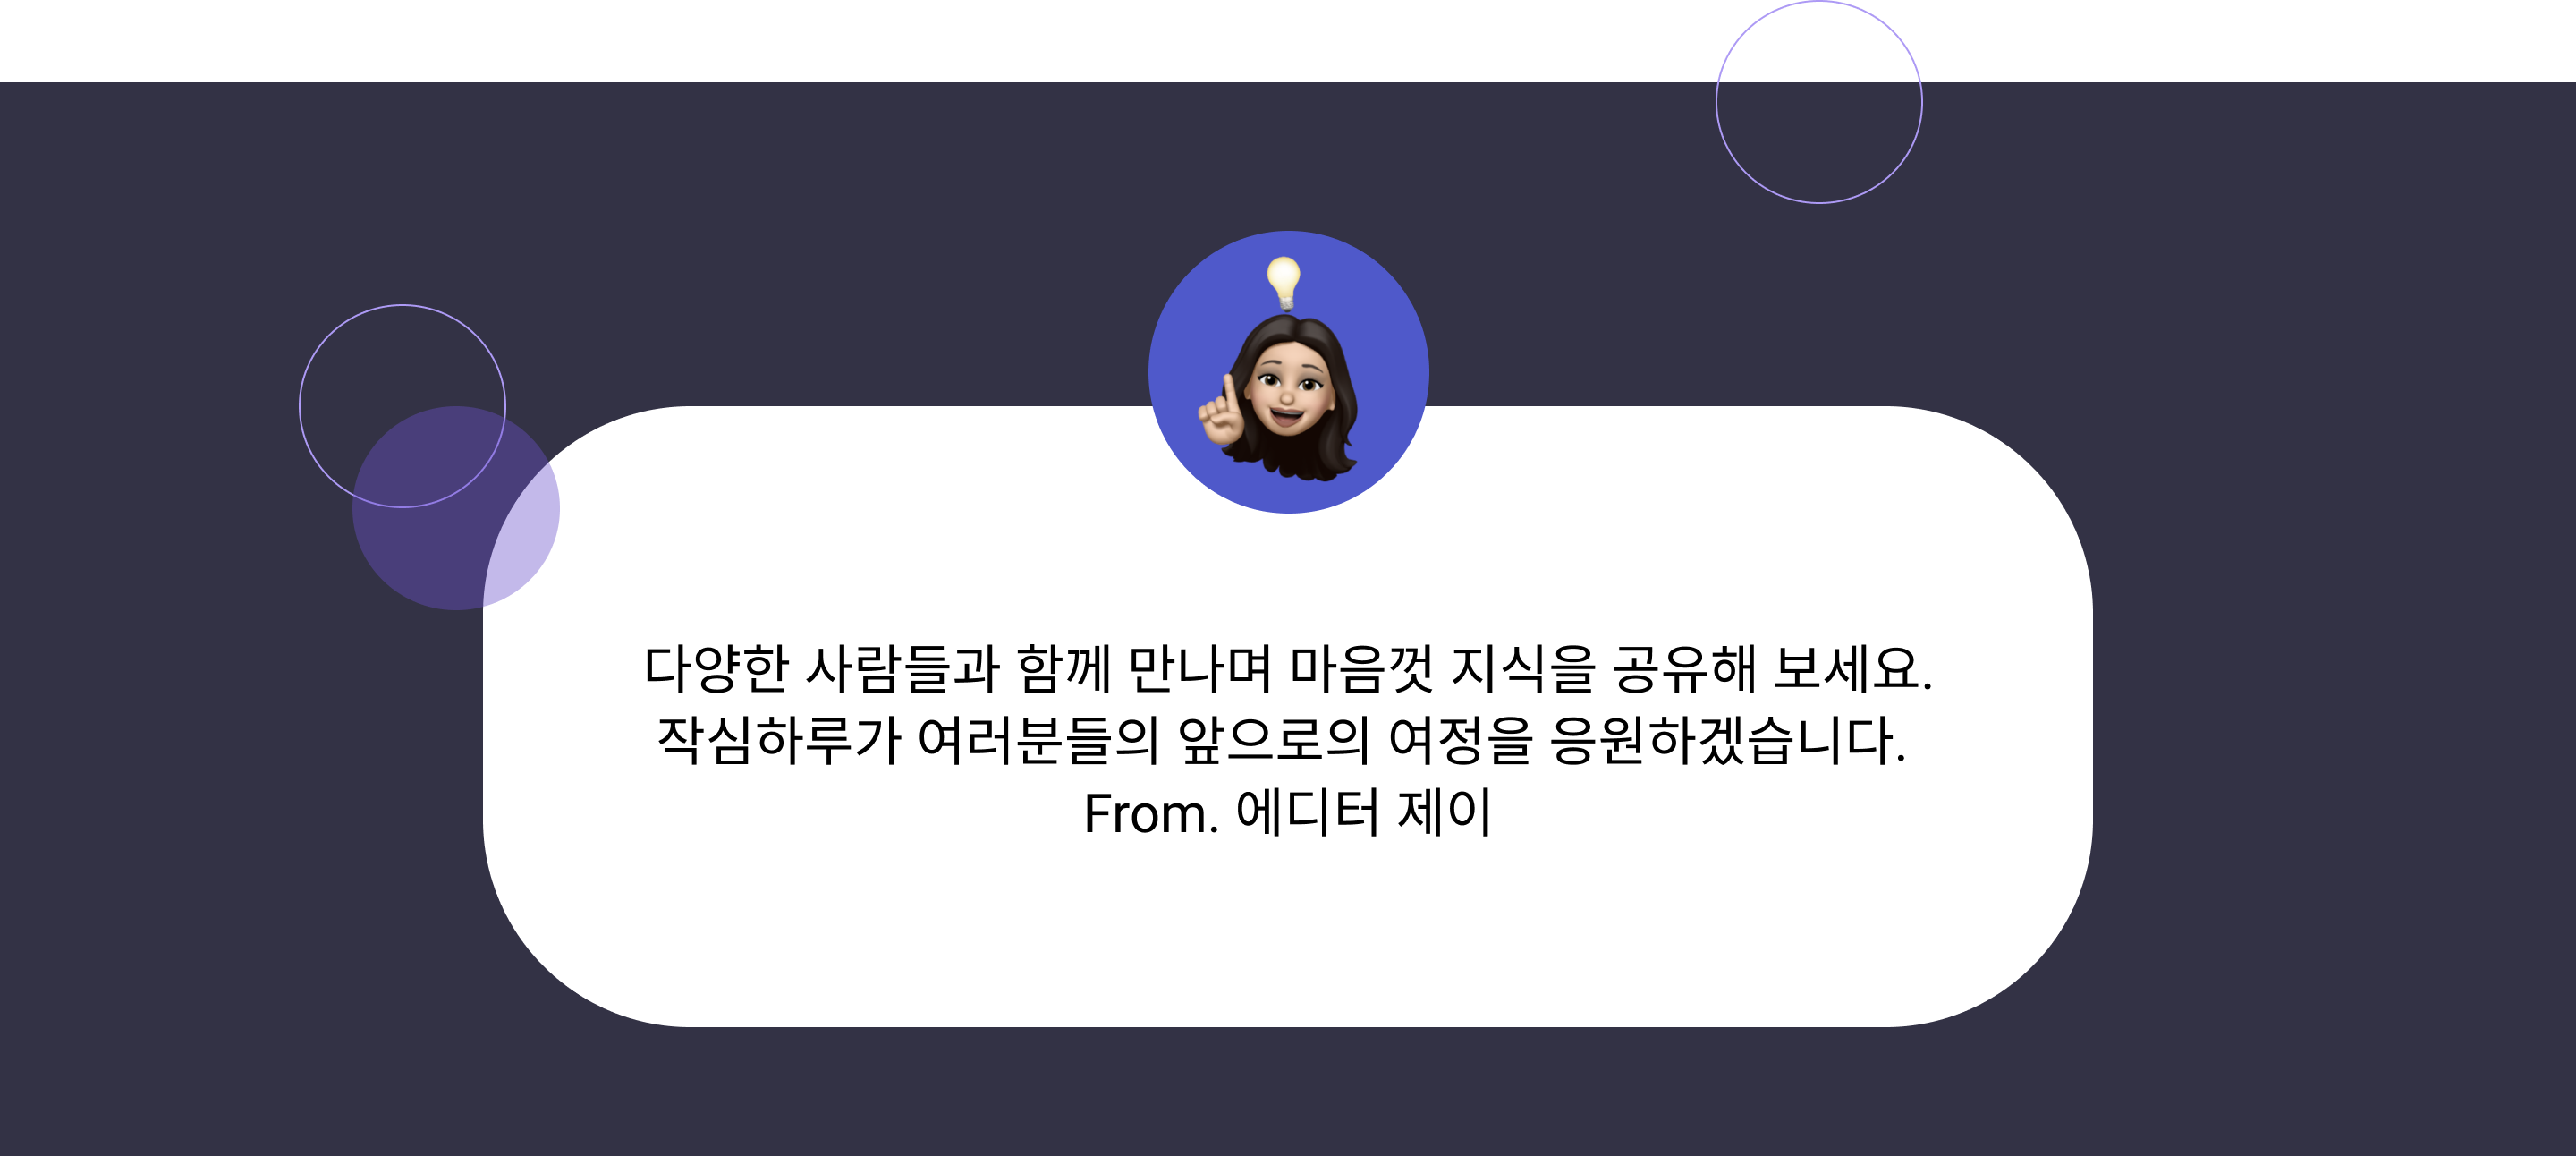 다양한 사람들과 함께 만나며 마음껏 지식을 공유해 보세요.
작심하루가 여러분들의 앞으로의 여정을 응원하겠습니다.
From. 에디터 제이